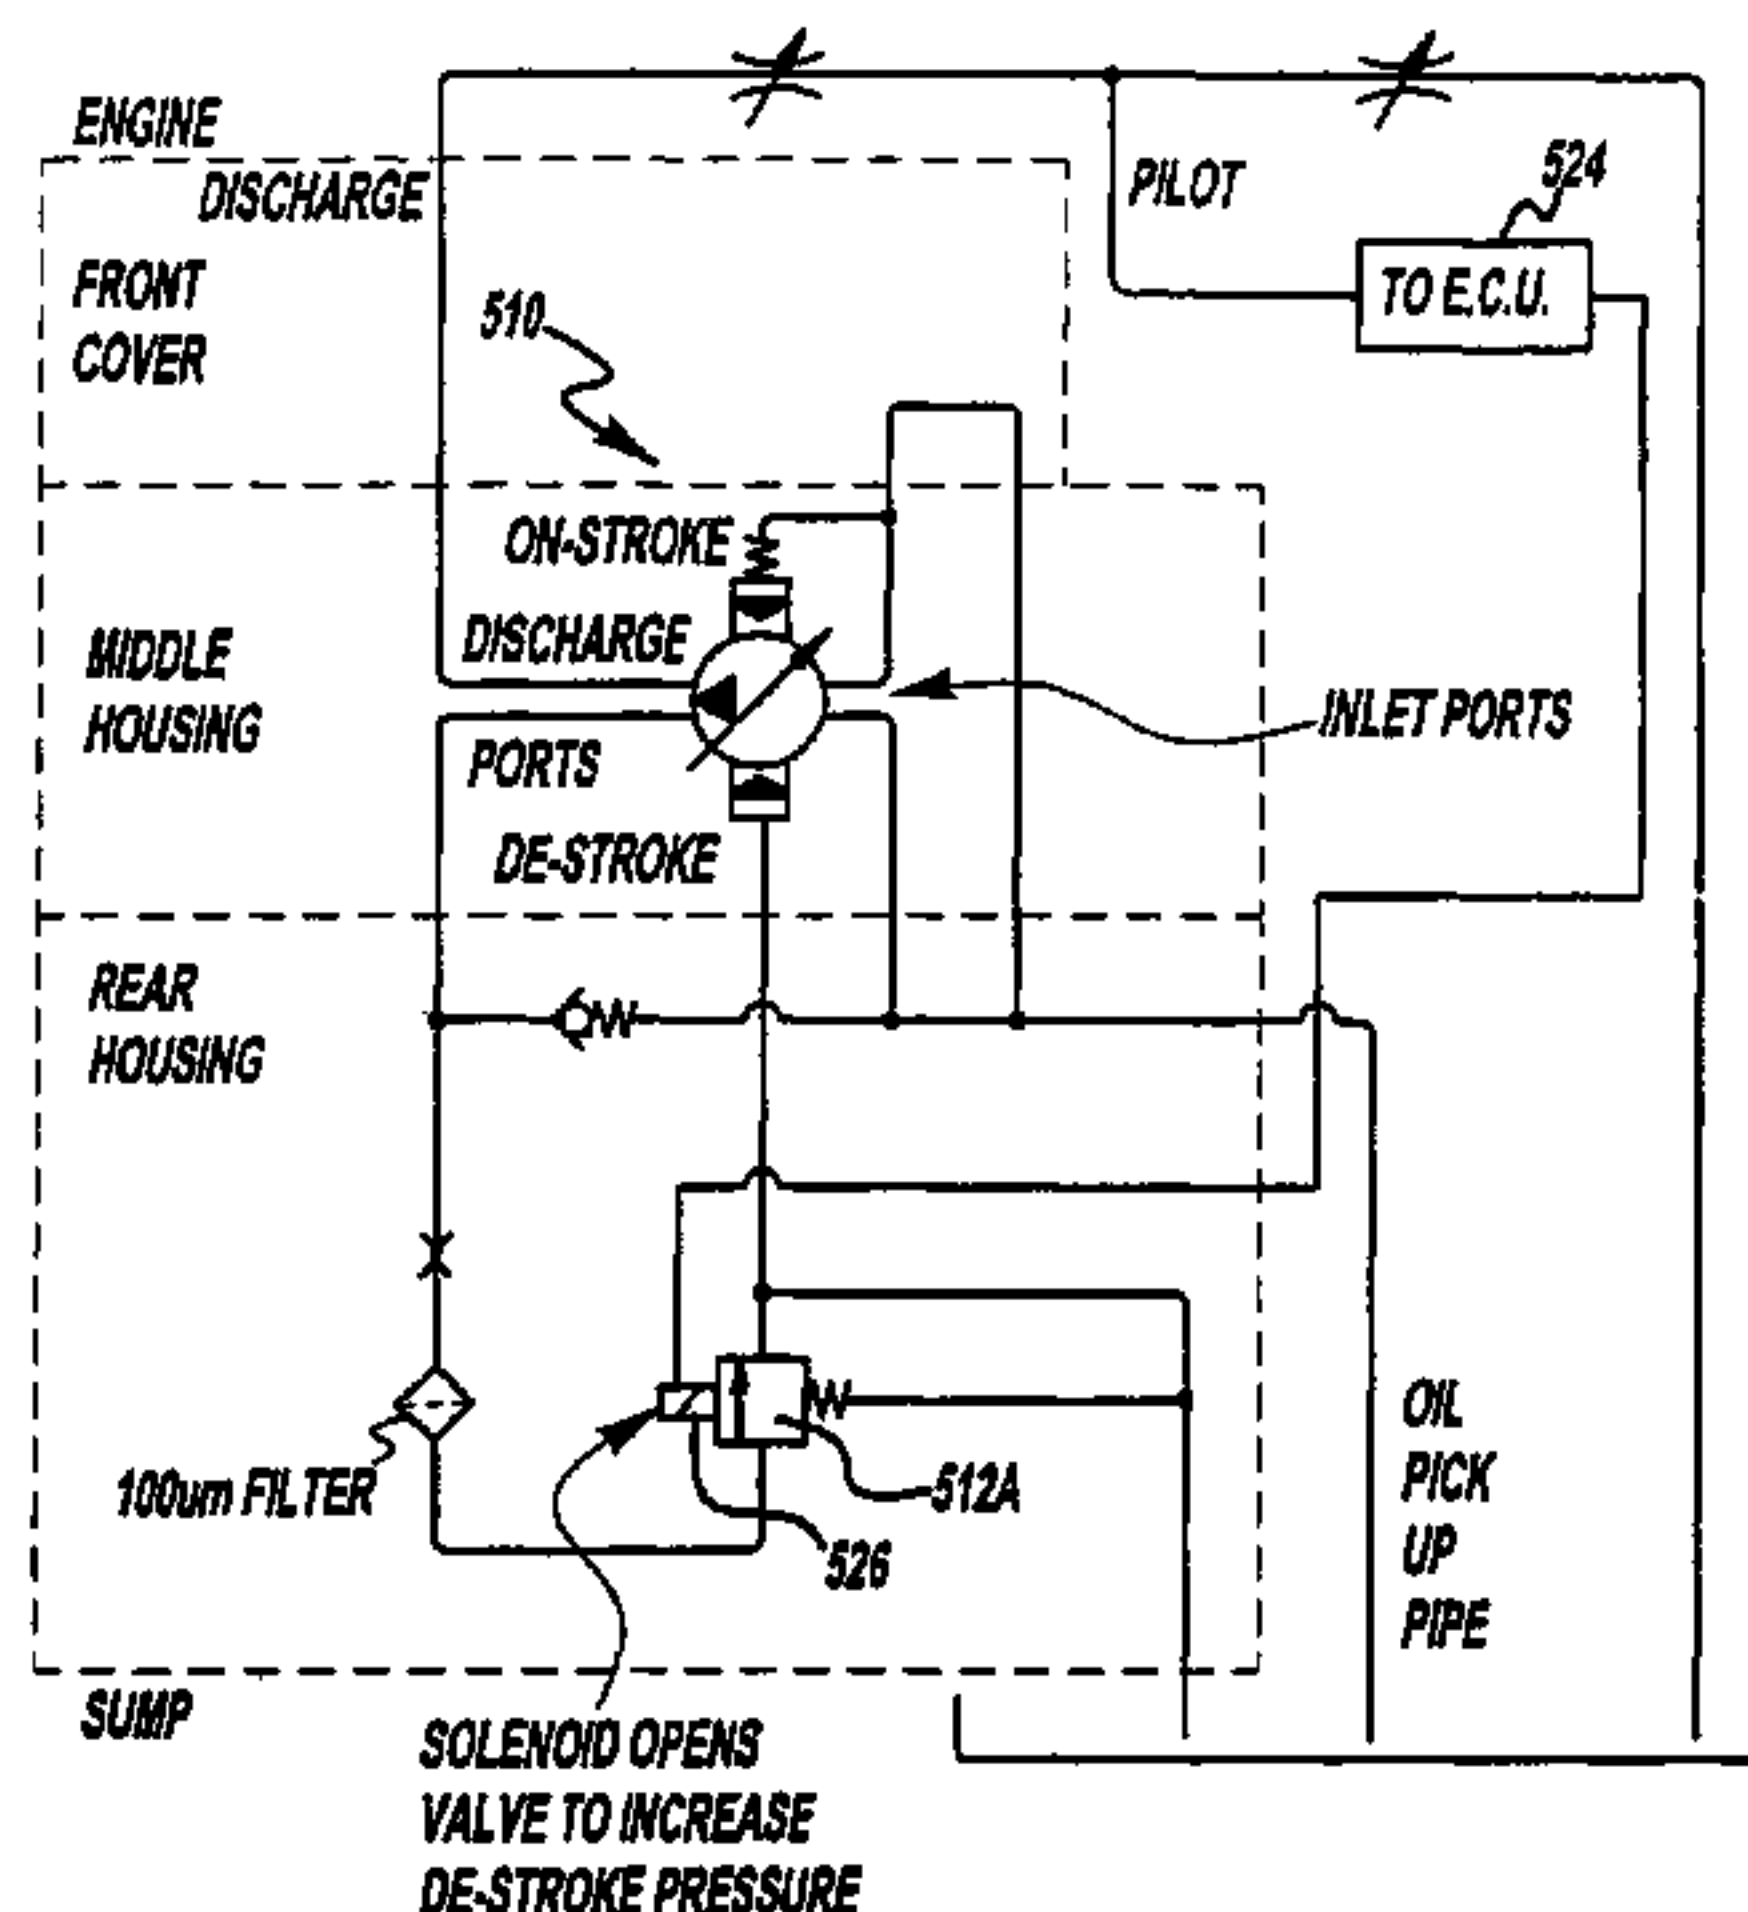 ENGINE
DISCHARGE
FRONT
COVER
PILOT
524
TO E.C.U.
510
ON-STROKE
DISCHARGE
PORTS
MIDDLE
HOUSING
INLET PORTS
DE-STROKE
REAR
HOUSING
100um FILTER
512A
526
OIL
PICK
UP
PIPE
SUMP
SOLENOID OPENS
VALVE TO INCREASE
DE-STROKE PRESSURE